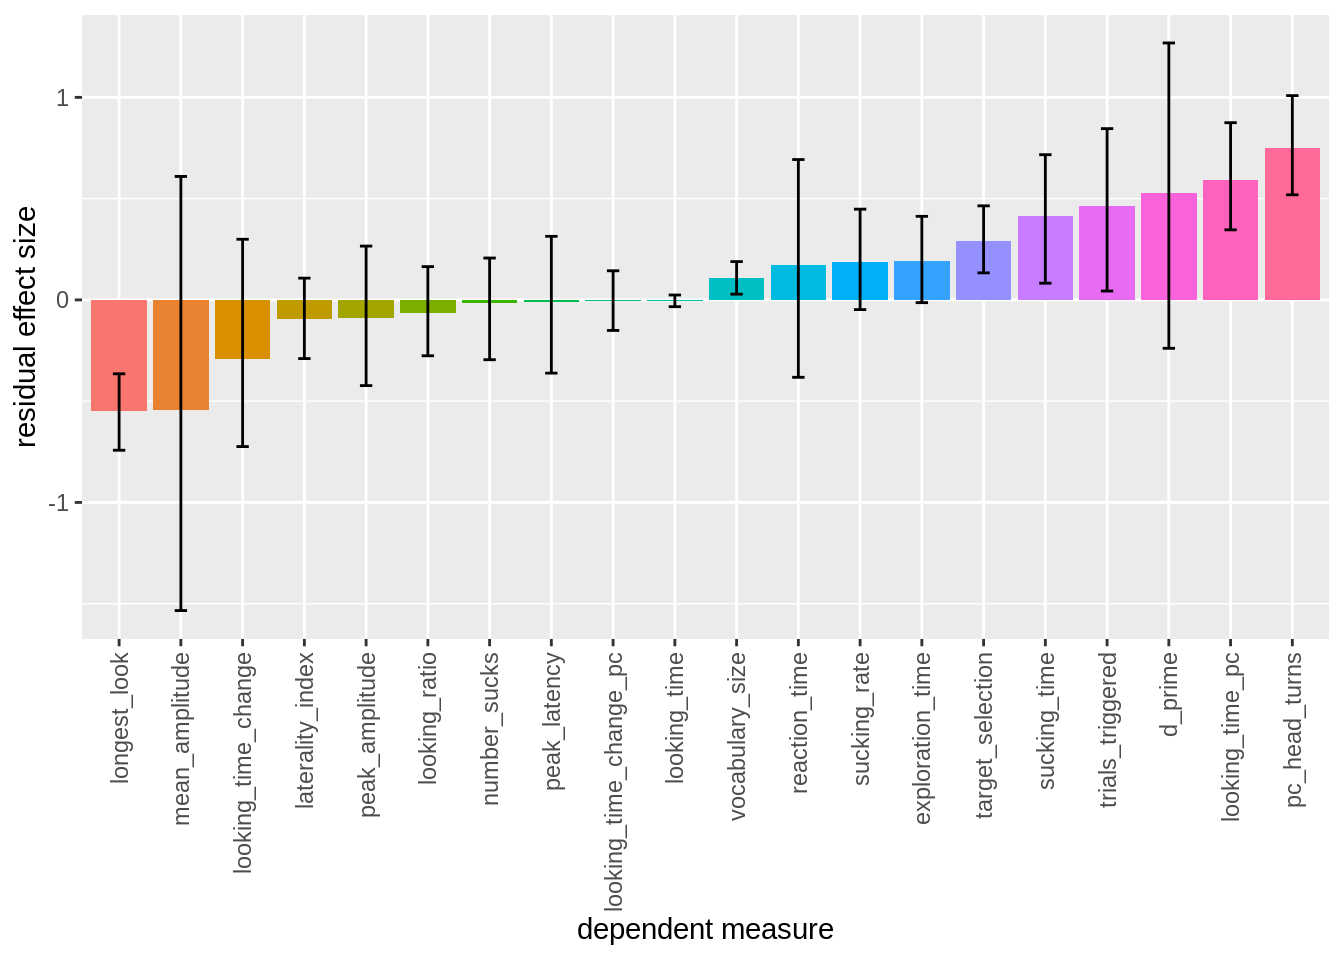 residual effect size
1
0
-1
longest_look
mean_amplitude
looking_time_change
laterality_index
peak_amplitude
looking_ratio
number_sucks
peak_latency
looking_time_change_pc
looking_time
vocabulary_size
reaction_time
sucking_rate
exploration_time
target_selection
sucking_time
trials_triggered
d_prime
looking_time_pc
pc_head_turns
dependent measure